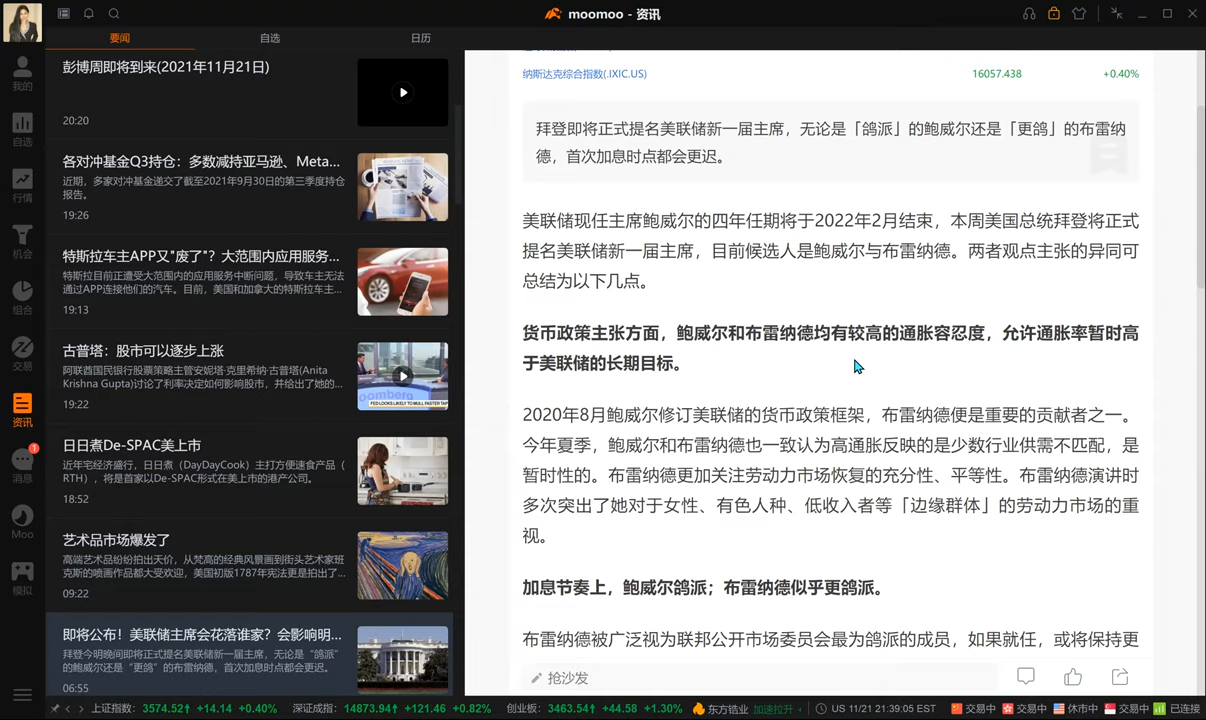 moomoo - 资讯
要闻
自选
日历
我的
自选
行情
机会
组合
交易
资讯
1
消息
Moo
模拟
彭博周即将到来(2021年11月21日)
20:20
各对冲基金Q3持仓：多数减持亚马逊、Meta...
近期，多家对冲基金递交了截至2021年9月30日的第三季度持仓
报告。
19:26
特斯拉车主APP又"废了"？大范围内应用服务...
特斯拉目前正遭受大范围内的应用服务中断问题，导致车主无法
通过APP连接他们的汽车。目前，美国和加拿大的特斯拉车主...
19:13
古普塔：股市可以逐步上涨
阿联酋国民银行股票策略主管安妮塔·克里希纳·古普塔(Anita
Krishna Gupta)讨论了利率决定如何影响股市，并给出了她的...
19:22
FED LOOKS LIKELY TO MULL FASTER TAP
日日煮De-SPAC美上市
近年宅经济盛行，日日煮（DayDayCook）主打方便速食产品（
RTH），将是首家以De-SPAC形式在美上市的港产公司。
18:52
艺术品市场爆发了
高端艺术品纷纷拍出天价，从梵高的经典风景画到街头艺术家班
克斯的喷画作品都大受欢迎，美国初版1787年宪法更是拍出了...
09:22
即将公布！美联储主席会花落谁家？会影响明...
拜登今明晚间即将正式提名美联储新一届主席，无论是"鸽派"
的鲍威尔还是"更鸽"的布雷纳德，首次加息时点都会更迟。
06:55
纳斯达克综合指数(.IXIC.US)
16057.438
+0.40%
拜登即将正式提名美联储新一届主席，无论是「鸽派」的鲍威尔还是「更鸽」的布雷纳
德，首次加息时点都会更迟。
美联储现任主席鲍威尔的四年任期将于2022年2月结束，本周美国总统拜登将正式
提名美联储新一届主席，目前候选人是鲍威尔与布雷纳德。两者观点主张的异同可
总结为以下几点。
货币政策主张方面，鲍威尔和布雷纳德均有较高的通胀容忍度，允许通胀率暂时高
于美联储的长期目标。
2020年8月鲍威尔修订美联储的货币政策框架，布雷纳德便是重要的贡献者之一。
今年夏季，鲍威尔和布雷纳德也一致认为高通胀反映的是少数行业供需不匹配，是
暂时性的。布雷纳德更加关注劳动力市场恢复的充分性、平等性。布雷纳德演讲时
多次突出了她对于女性、有色人种、低收入者等「边缘群体」的劳动力市场的重
视。
加息节奏上，鲍威尔鸽派；布雷纳德似乎更鸽派。
布雷纳德被广泛视为联邦公开市场委员会最为鸽派的成员，如果就任，或将保持更
抢沙发
上证指数： 3574.52↑ +14.14 +0.40%
深证成指： 14873.94↑ +121.46 +0.82%
创业板： 3463.54↑ +44.58 +1.30%
东方锆业 加速拉升
US 11/21 21:39:05 EST
交易中
交易中
休市中
交易中
已连接